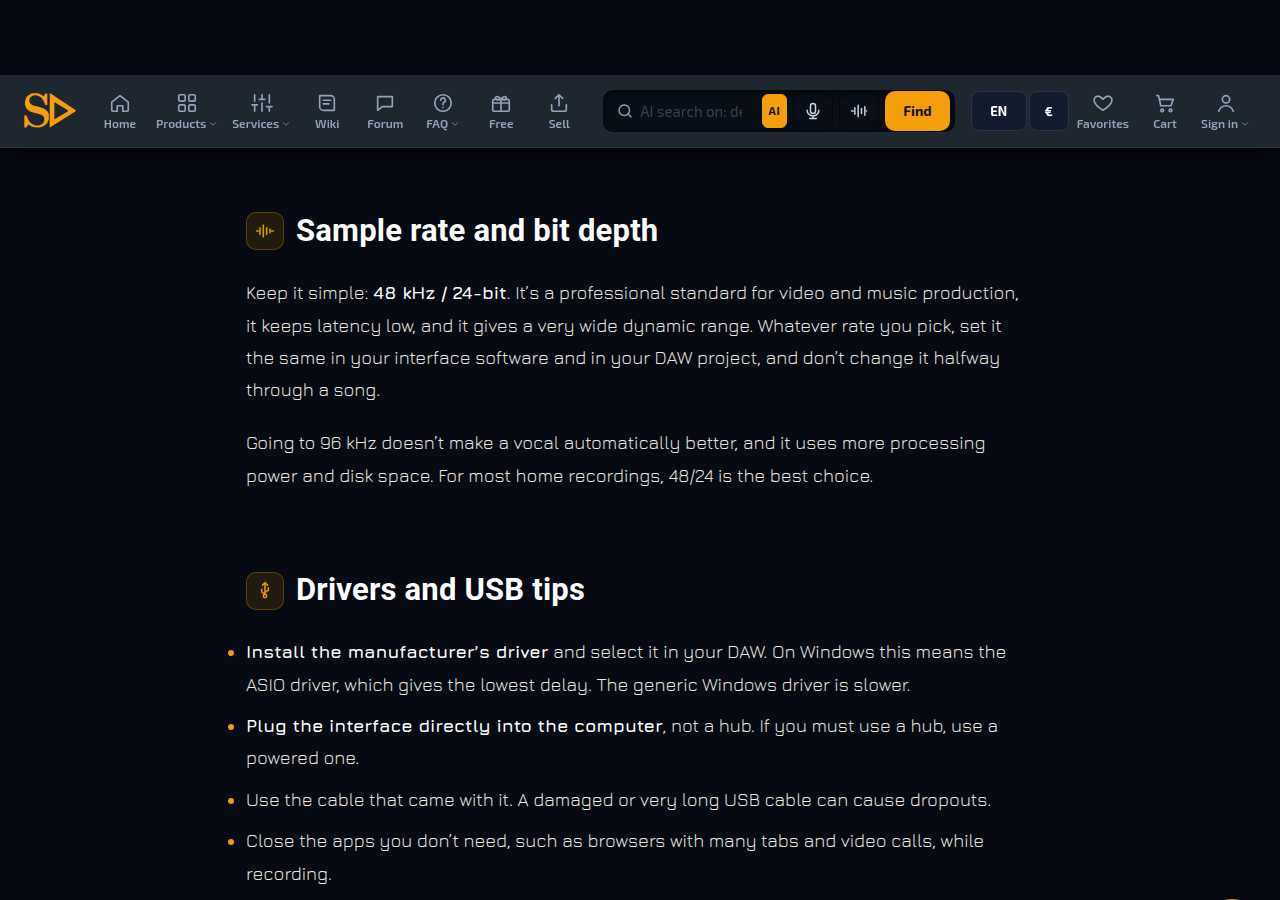 SD
Home
Products
Services
Wiki
Forum
FAQ
Free
Sell
AI search on: de
AI
Find
EN
€
Favorites
Cart
Sign in
Sample rate and bit depth
Keep it simple: 48 kHz / 24-bit. It’s a professional standard for video and music production,
it keeps latency low, and it gives a very wide dynamic range. Whatever rate you pick, set it
the same in your interface software and in your DAW project, and don’t change it halfway
through a song.
Going to 96 kHz doesn’t make a vocal automatically better, and it uses more processing
power and disk space. For most home recordings, 48/24 is the best choice.
Drivers and USB tips
Install the manufacturer’s driver and select it in your DAW. On Windows this means the
ASIO driver, which gives the lowest delay. The generic Windows driver is slower.
Plug the interface directly into the computer, not a hub. If you must use a hub, use a
powered one.
Use the cable that came with it. A damaged or very long USB cable can cause dropouts.
Close the apps you don’t need, such as browsers with many tabs and video calls, while
recording.